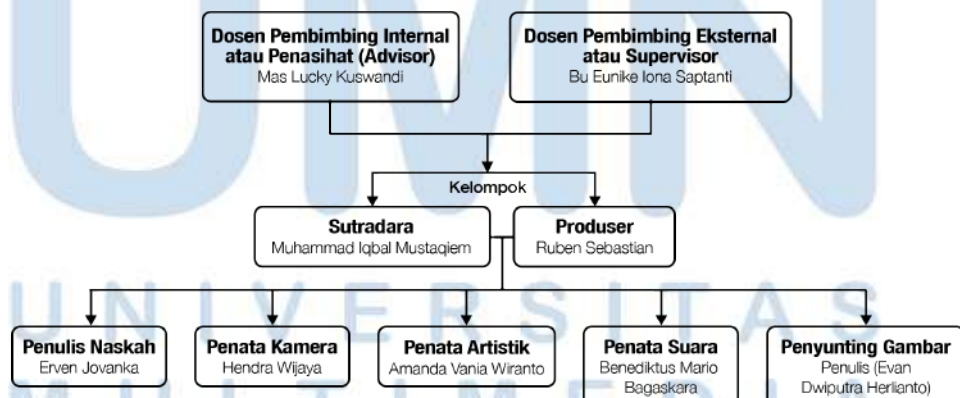 UMN
Dosen Pembimbing Internal
atau Penasihat (Advisor)
Mas Lucky Kuswandi
Dosen Pembimbing Eksternal
atau Supervisor
Bu Eunike Iona Saptanti
Kelompok
Sutradara
Muhammad Iqbal Mustaqiem
Produser
Ruben Sebastian
UNIVERSITAS
Penulis Naskah
Erven Jovanka
Penata Kamera
Hendra Wijaya
Penata Artistik
Amanda Vania Wiranto
Penata Suara
Benediktus Mario
Bagaskara
Penyunting Gambar
Penulis (Evan
Dwiputra Herlianto)
MULTIMEDIA